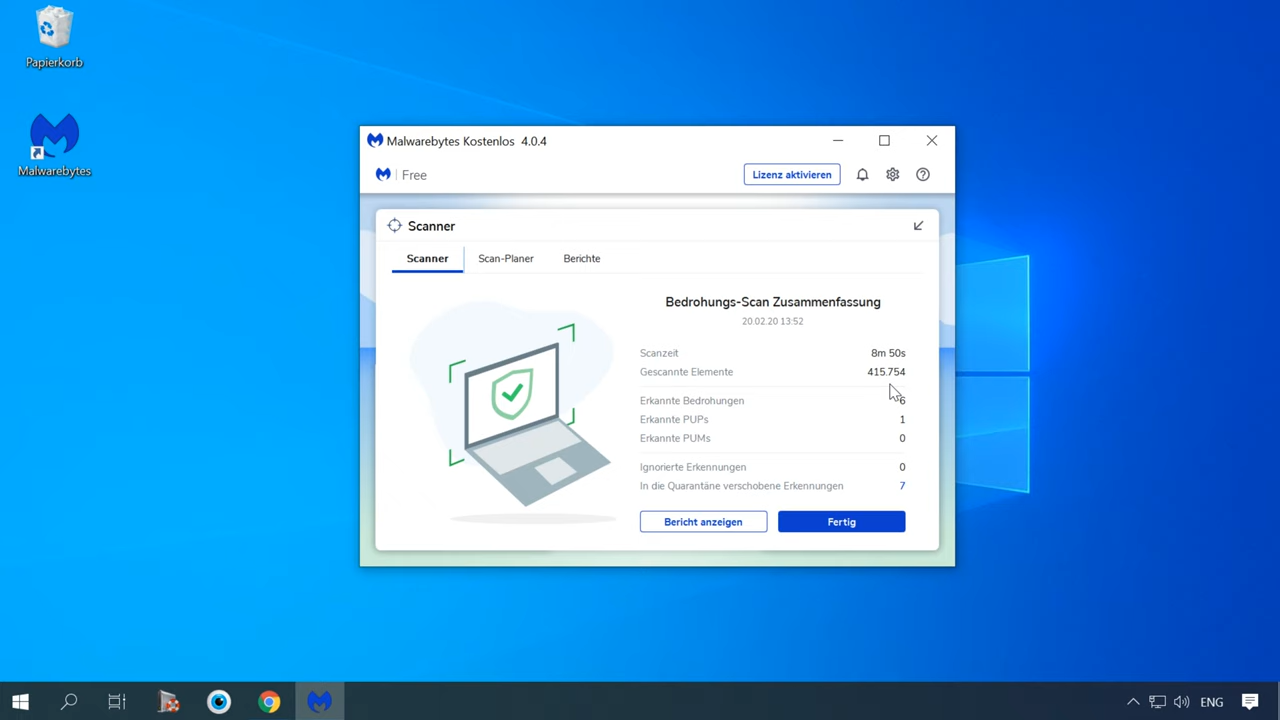 Papierkorb
Malwarebytes
Malwarebytes Kostenlos 4.0.4
Free
Lizenz aktivieren
Scanner
Scanner
Scan-Planer
Berichte
Bedrohungs-Scan Zusammenfassung
20.02.20 13:52
Scanzeit 8m 50s
Gescannte Elemente 415.754
Erkannte Bedrohungen 6
Erkannte PUPs 1
Erkannte PUMs 0
Ignorierte Erkennungen 0
In die Quarantäne verschobene Erkennungen 7
Bericht anzeigen
Fertig
ENG